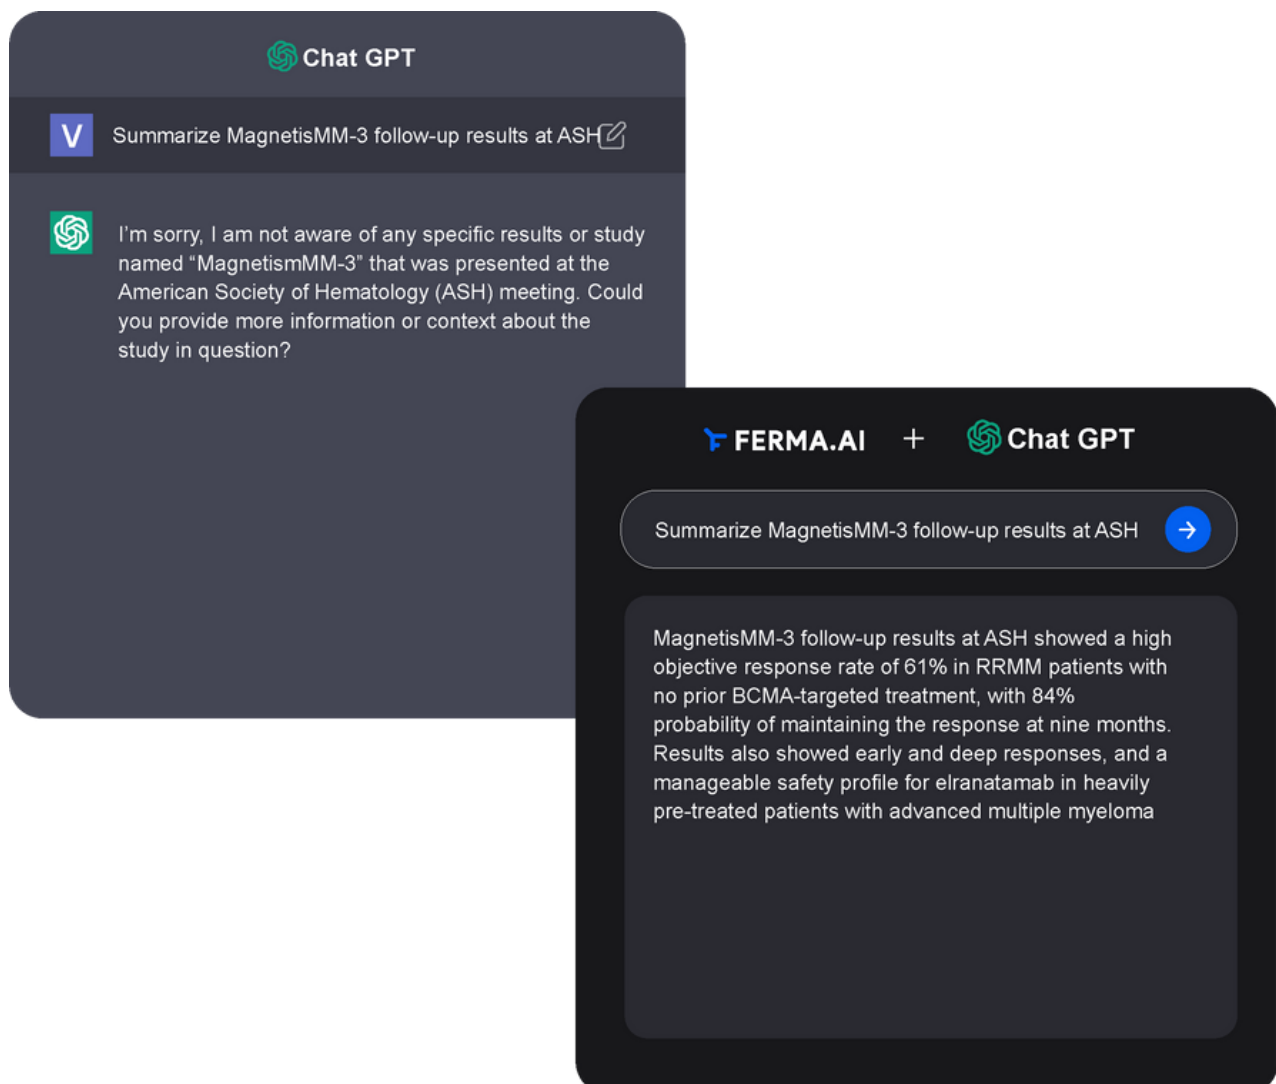 Chat GPT
V
Summarize MagnetisMM-3 follow-up results at ASH
I'm sorry, I am not aware of any specific results or study
named “MagnetismMM-3” that was presented at the
American Society of Hematology (ASH) meeting. Could
you provide more information or context about the
study in question?
FERMA.AI + Chat GPT
Summarize MagnetisMM-3 follow-up results at ASH
MagnetisMM-3 follow-up results at ASH showed a high
objective response rate of 61% in RRMM patients with
no prior BCMA-targeted treatment, with 84%
probability of maintaining the response at nine months.
Results also showed early and deep responses, and a
manageable safety profile for elranatamab in heavily
pre-treated patients with advanced multiple myeloma